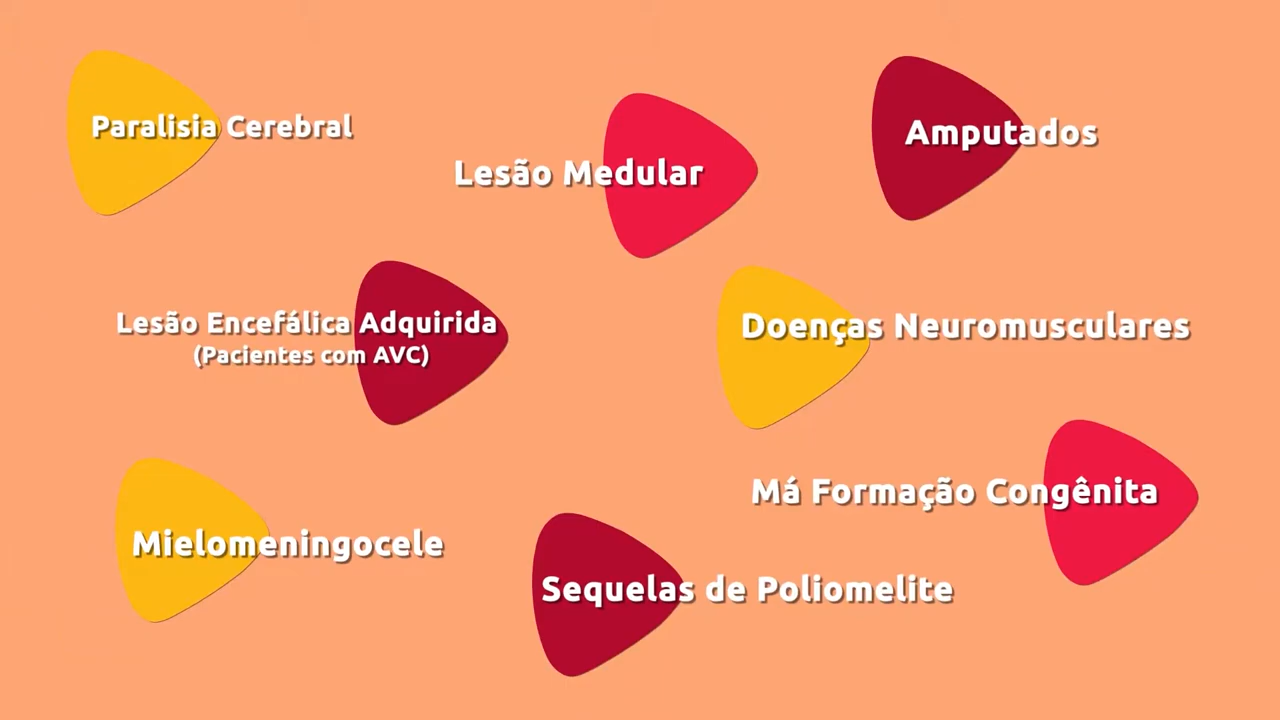 Paralisia Cerebral
Lesão Medular
Amputados
Lesão Encefálica Adquirida
(Pacientes com AVC)
Doenças Neuromusculares
Má Formação Congênita
Mielomeningocele
Sequelas de Poliomelite